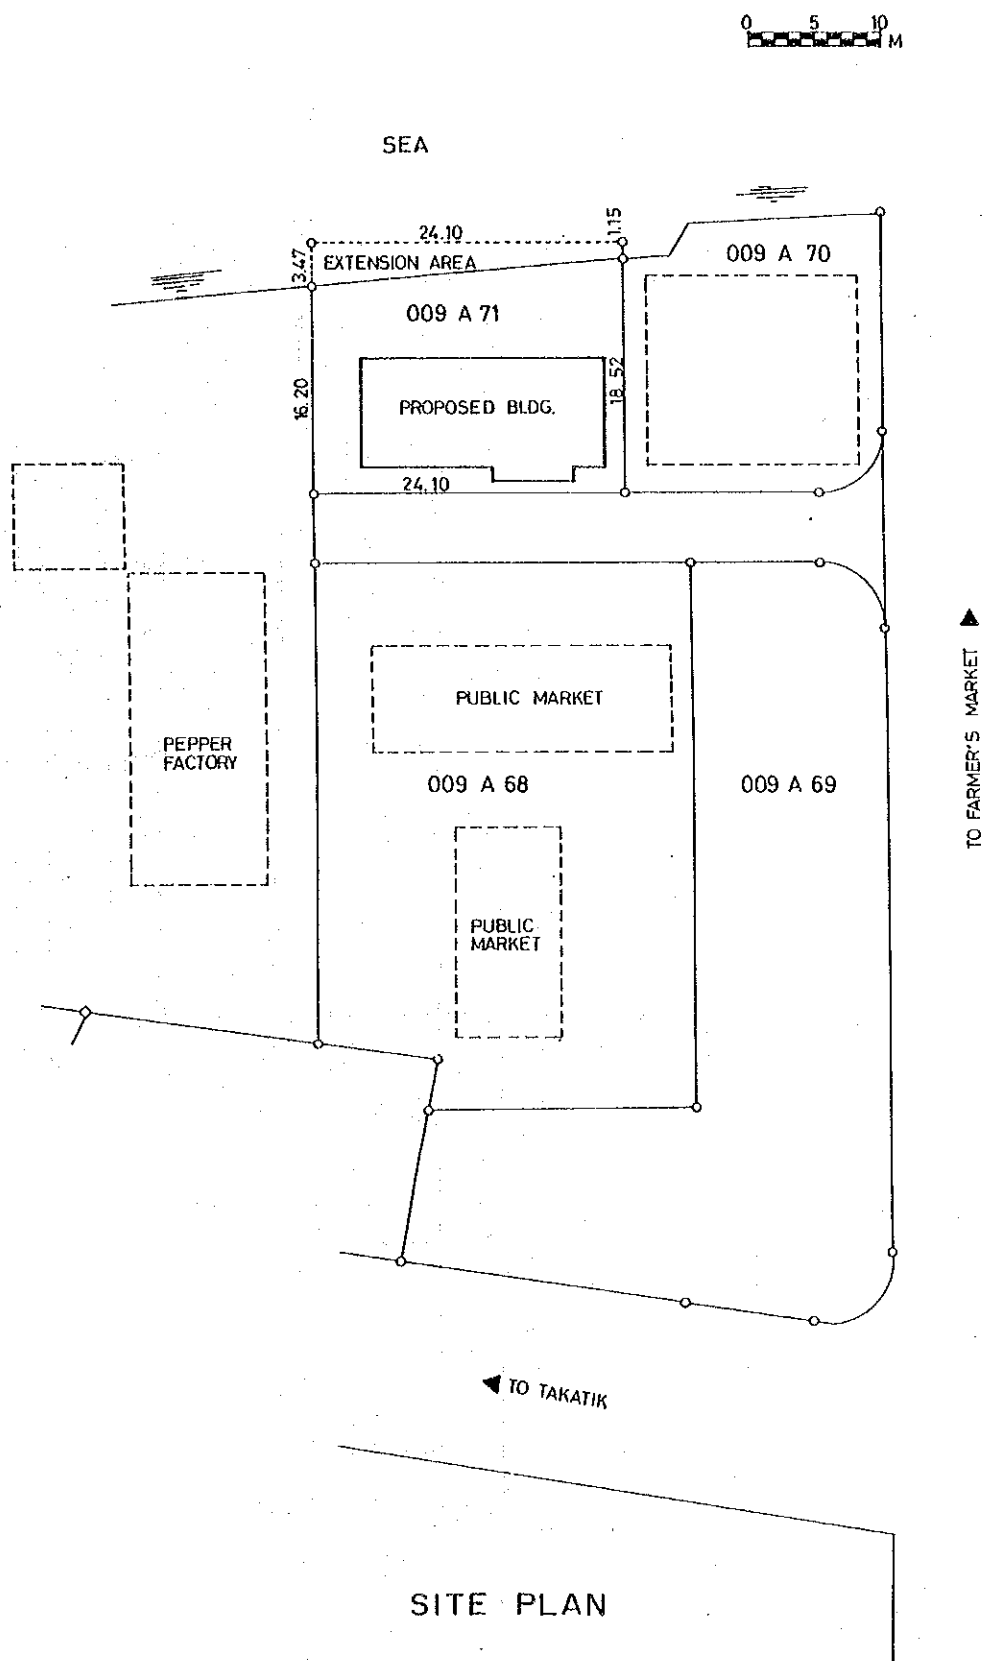 0 5 10
M
SEA
24.10
1.15
3.47
EXTENSION AREA
009 A 70
009 A 71
16.20
PROPOSED BLDG.
18.52
24.10
PUBLIC MARKET
PEPPER
FACTORY
009 A 68
009 A 69
TO FARMER'S MARKET
PUBLIC
MARKET
TO TAKATIK
SITE PLAN